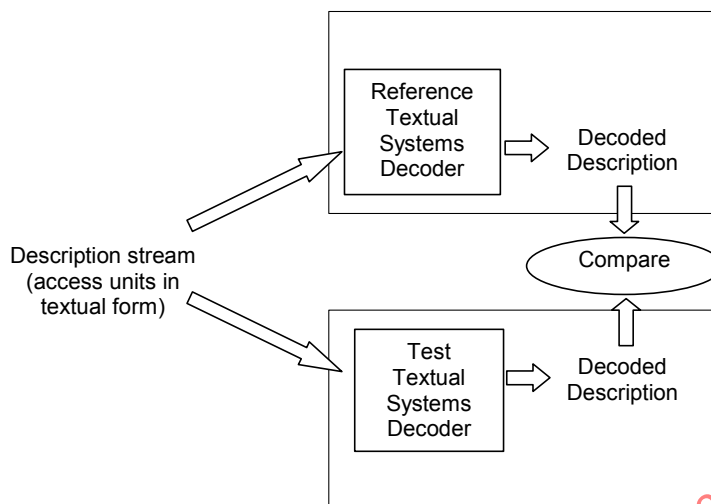 Reference
Textual
Systems
Decoder
Decoded
Description
Description stream
(access units in
textual form)
Compare
Test
Textual
Systems
Decoder
Decoded
Description